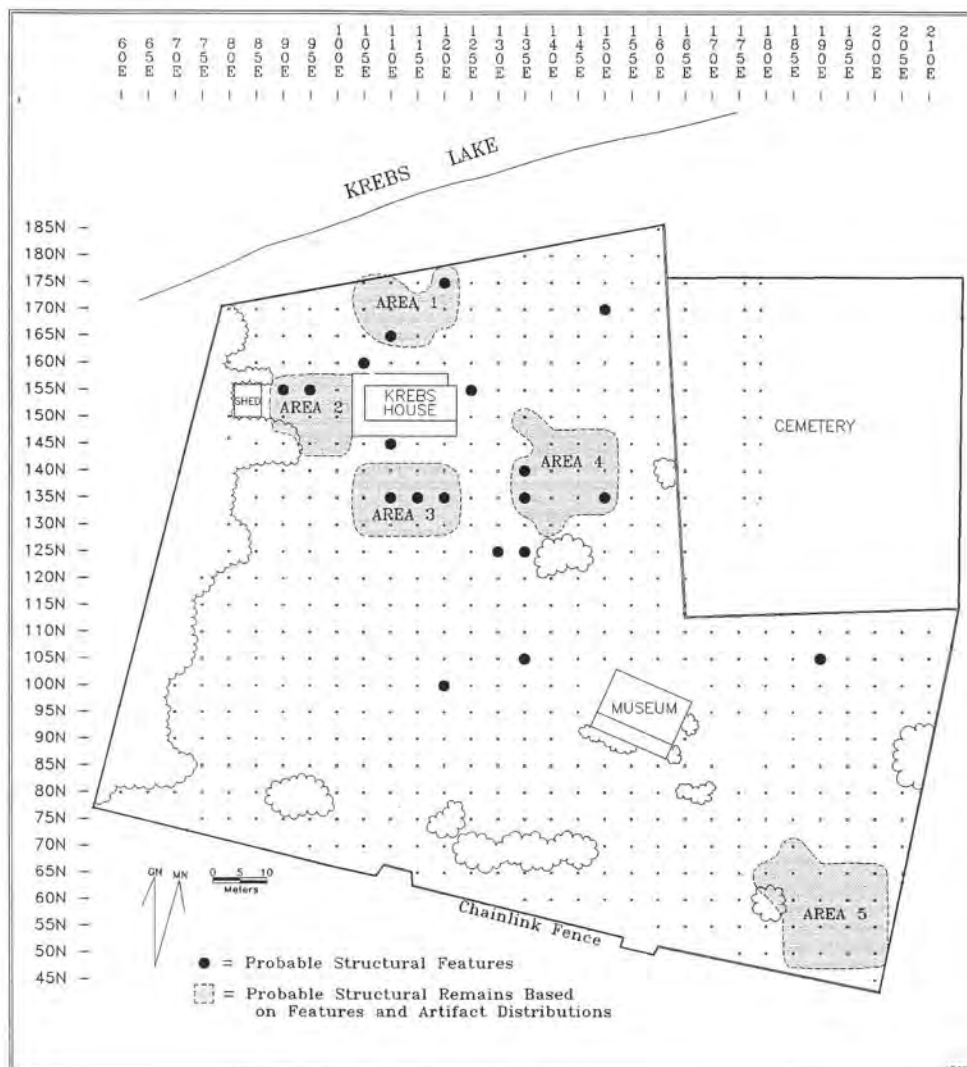 60E 65E 70E 75E 80E 85E 90E 95E 100E 105E 110E 115E 120E 125E 130E 135E 140E 145E 150E 155E 160E 165E 170E 175E 180E 185E 190E 195E 200E 205E 210E
KREBS LAKE
185N
180N
175N
170N
165N
160N
155N
150N
145N
140N
135N
130N
125N
120N
115N
110N
105N
100N
95N
90N
85N
80N
75N
70N
65N
60N
55N
50N
45N
AREA 1
SHED
AREA 2
KREBS
HOUSE
CEMETERY
AREA 4
AREA 3
MUSEUM
GN MN
0 5 10
Meters
Chainlink Fence
AREA 5
= Probable Structural Features
= Probable Structural Remains Based
on Features and Artifact Distributions